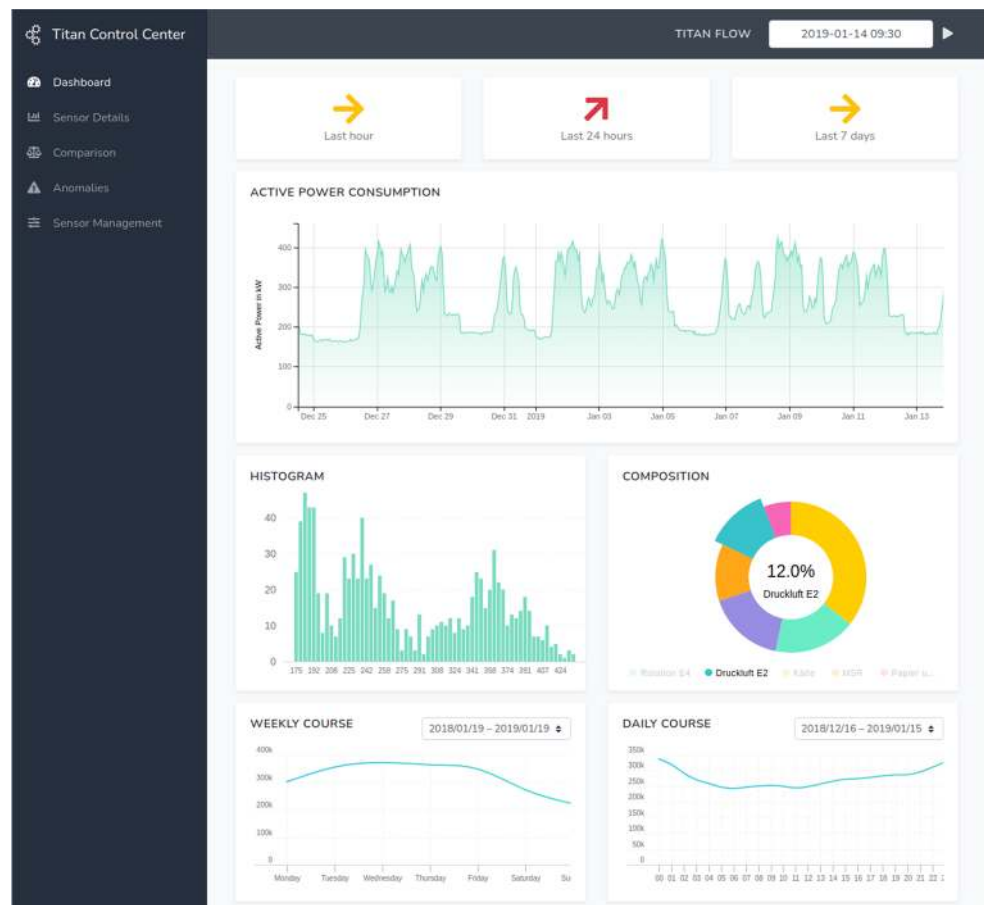 Titan Control Center
TITAN FLOW
2019-01-14 09:30
Dashboard
Sensor Details
Comparison
Anomalies
Sensor Management
Last hour
Last 24 hours
Last 7 days
ACTIVE POWER CONSUMPTION
Active Power in kW
400
300
200
100
0
Dec 25 Dec 27 Dec 29 Dec 31 2019 Jan 03 Jan 05 Jan 07 Jan 09 Jan 11 Jan 13
HISTOGRAM
40
30
20
10
0
175 192 208 225 242 258 275 291 308 324 341 358 374 391 407 424
COMPOSITION
12.0%
Druckluft E2
Rotation E4 Druckluft E2 Kälte MSR Papier u...
WEEKLY COURSE
2018/01/19 – 2019/01/19
400k
300k
200k
100k
0
Monday Tuesday Wednesday Thursday Friday Saturday Su
DAILY COURSE
2018/12/16 – 2019/01/15
350k
300k
250k
200k
150k
100k
50k
0
00 01 02 03 04 05 06 07 08 09 10 11 12 13 14 15 16 17 18 19 20 21 22